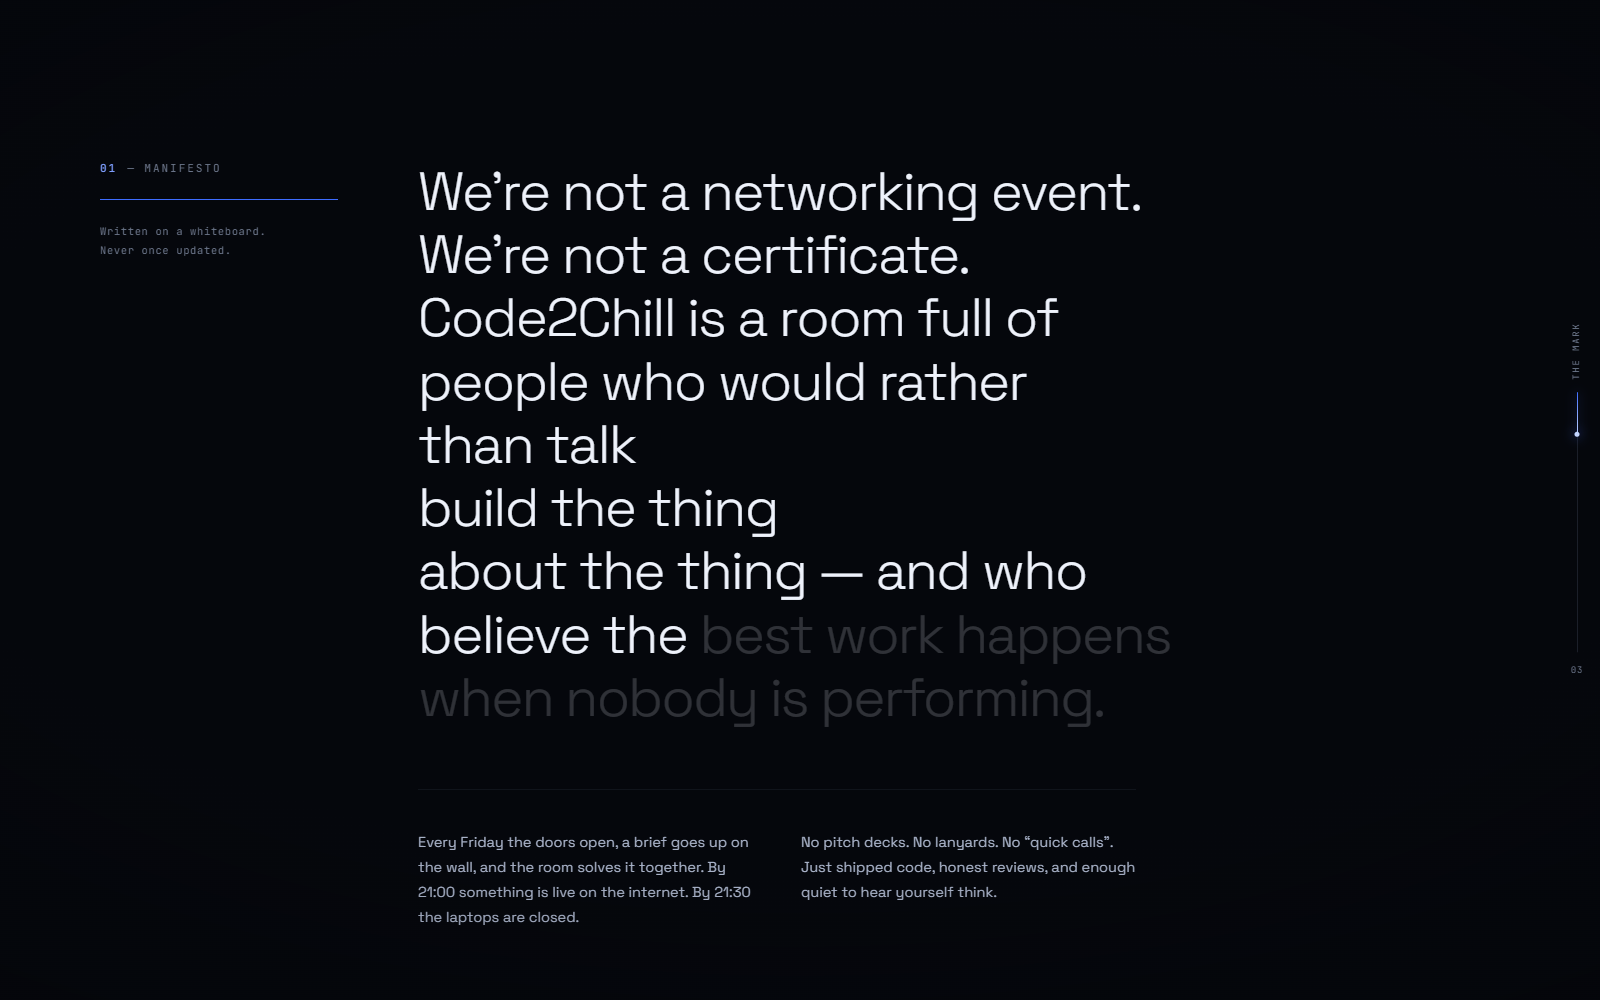 01 — MANIFESTO
Written on a whiteboard.
Never once updated.
We’re not a networking event.
We’re not a certificate.
Code2Chill is a room full of
people who would rather
than talk
build the thing
about the thing — and who
believe the best work happens
when nobody is performing.
Every Friday the doors open, a brief goes up on
the wall, and the room solves it together. By
21:00 something is live on the internet. By 21:30
the laptops are closed.
No pitch decks. No lanyards. No “quick calls”.
Just shipped code, honest reviews, and enough
quiet to hear yourself think.
THE MARK
03